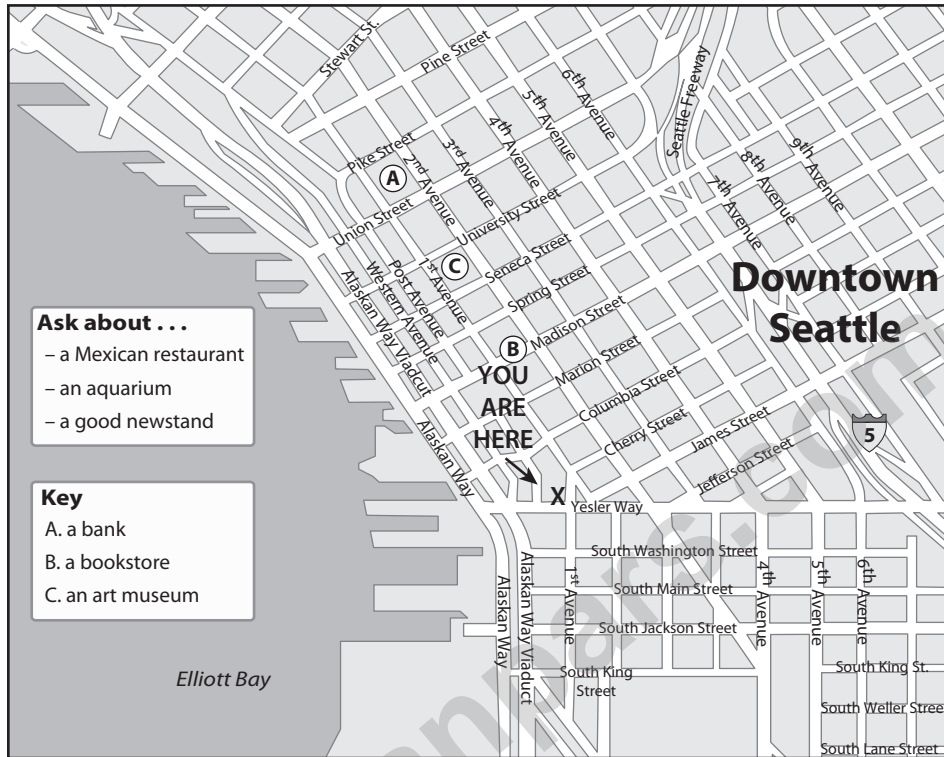 Stewart St.
Pine Street
6th Avenue
5th Avenue
4th Avenue
3rd Avenue
2nd Avenue
Pike Street
A
Seattle Freeway
9th Avenue
8th Avenue
7th Avenue
Union Street
University Street
Seneca Street
Spring Street
Madison Street
Marion Street
Columbia Street
Cherry Street
James Street
Jefferson Street
C
1st Avenue
Post Avenue
Western Avenue
Alaskan Way Viadcut
Alaskan Way
Downtown
Seattle
B
YOU
ARE
HERE
X
Yesler Way
5
Ask about . . .
– a Mexican restaurant
– an aquarium
– a good newstand
Key
A. a bank
B. a bookstore
C. an art museum
Elliott Bay
South Washington Street
South Main Street
South Jackson Street
South King
Street
Alaskan Way
Alaskan Way Viaduct
1st Avenue
4th Avenue
5th Avenue
6th Avenue
South King St.
South Weller Street
South Lane Street